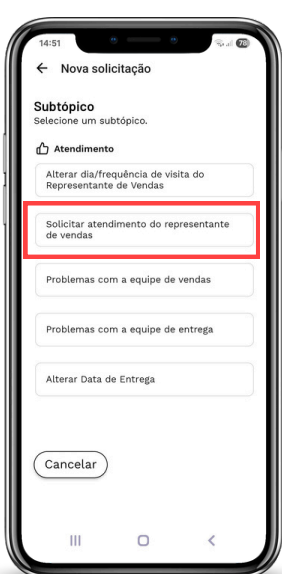 14:51
78
Nova solicitação
Subtópico
Selecione um subtópico.
Atendimento
Alterar dia/frequência de visita do
Representante de Vendas
Solicitar atendimento do representante
de vendas
Problemas com a equipe de vendas
Problemas com a equipe de entrega
Alterar Data de Entrega
Cancelar